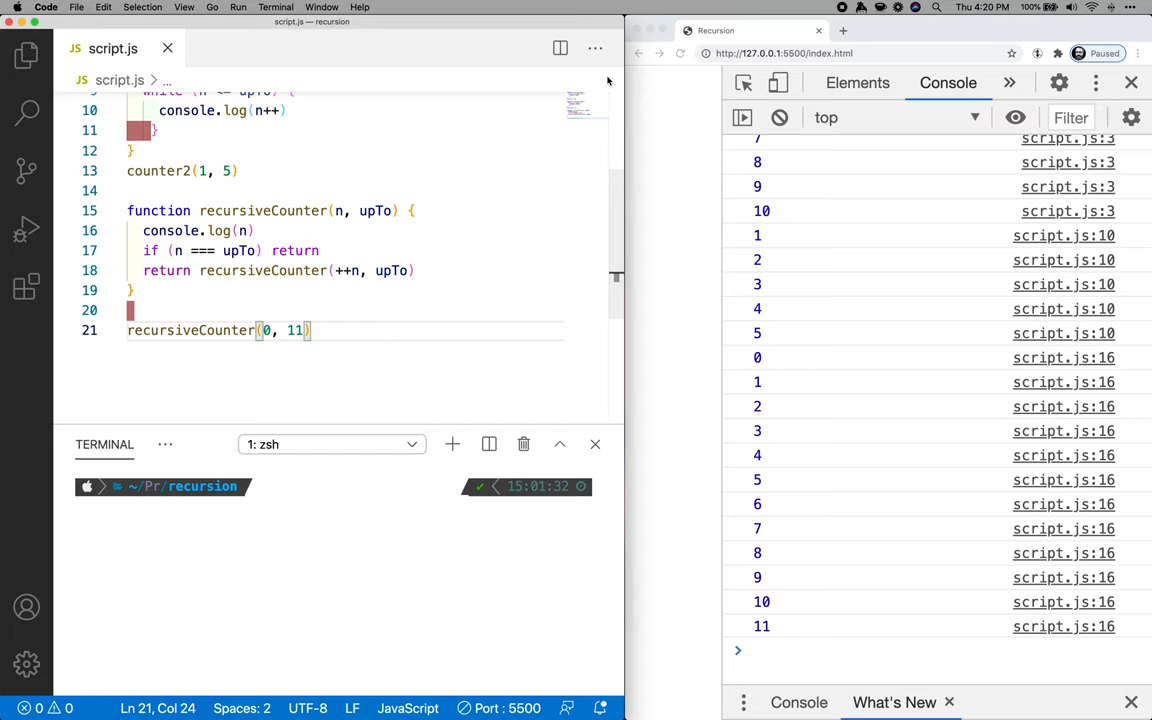 Code File Edit Selection View Go Run Terminal Window Help 100% Thu 4:20 PM
script.js — recursion
JS script.js
JS script.js > ...
while (n <= upTo) {
10 console.log(n++)
11 }
12 }
13 counter2(1, 5)
14
15 function recursiveCounter(n, upTo) {
16 console.log(n)
17 if (n === upTo) return
18 return recursiveCounter(++n, upTo)
19 }
20
21 recursiveCounter(0, 11)
TERMINAL ... 1: zsh
~/Pr/recursion 15:01:32
0 0 Ln 21, Col 24 Spaces: 2 UTF-8 LF JavaScript Port : 5500
Recursion
http://127.0.0.1:5500/index.html Paused
Elements Console »
top Filter
7 script.js:3
8 script.js:3
9 script.js:3
10 script.js:3
1 script.js:10
2 script.js:10
3 script.js:10
4 script.js:10
5 script.js:10
0 script.js:16
1 script.js:16
2 script.js:16
3 script.js:16
4 script.js:16
5 script.js:16
6 script.js:16
7 script.js:16
8 script.js:16
9 script.js:16
10 script.js:16
11 script.js:16
>
Console What's New